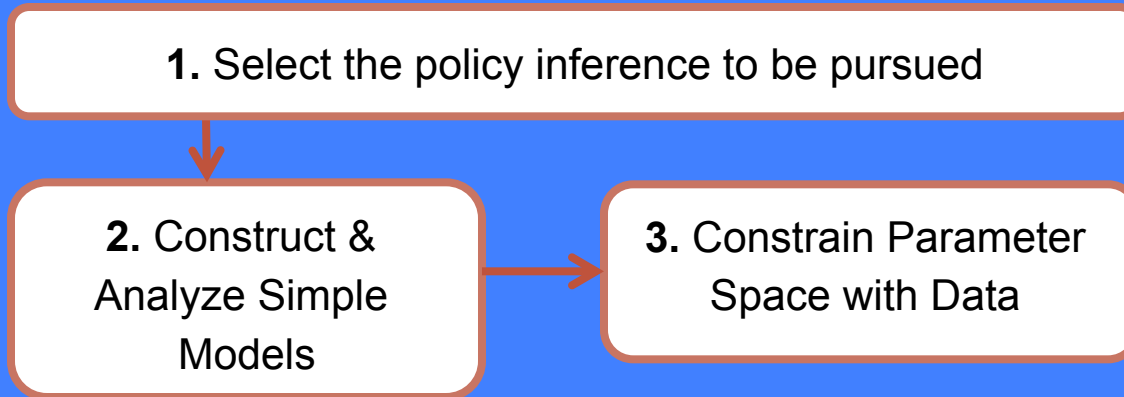 1. Select the policy inference to be pursued
2. Construct &
Analyze Simple
Models
3. Constrain Parameter
Space with Data